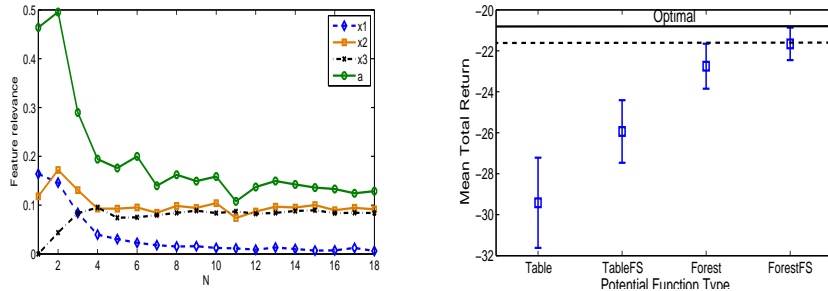 0.5
0.4
0.3
0.2
0.1
0
Feature relevance
2 4 6 8 10 12 14 16 18
N
x1
x2
x3
a
−20
−22
−24
−26
−28
−30
−32
Mean Total Return
Optimal
Table TableFS Forest ForestFS
Potential Function Type